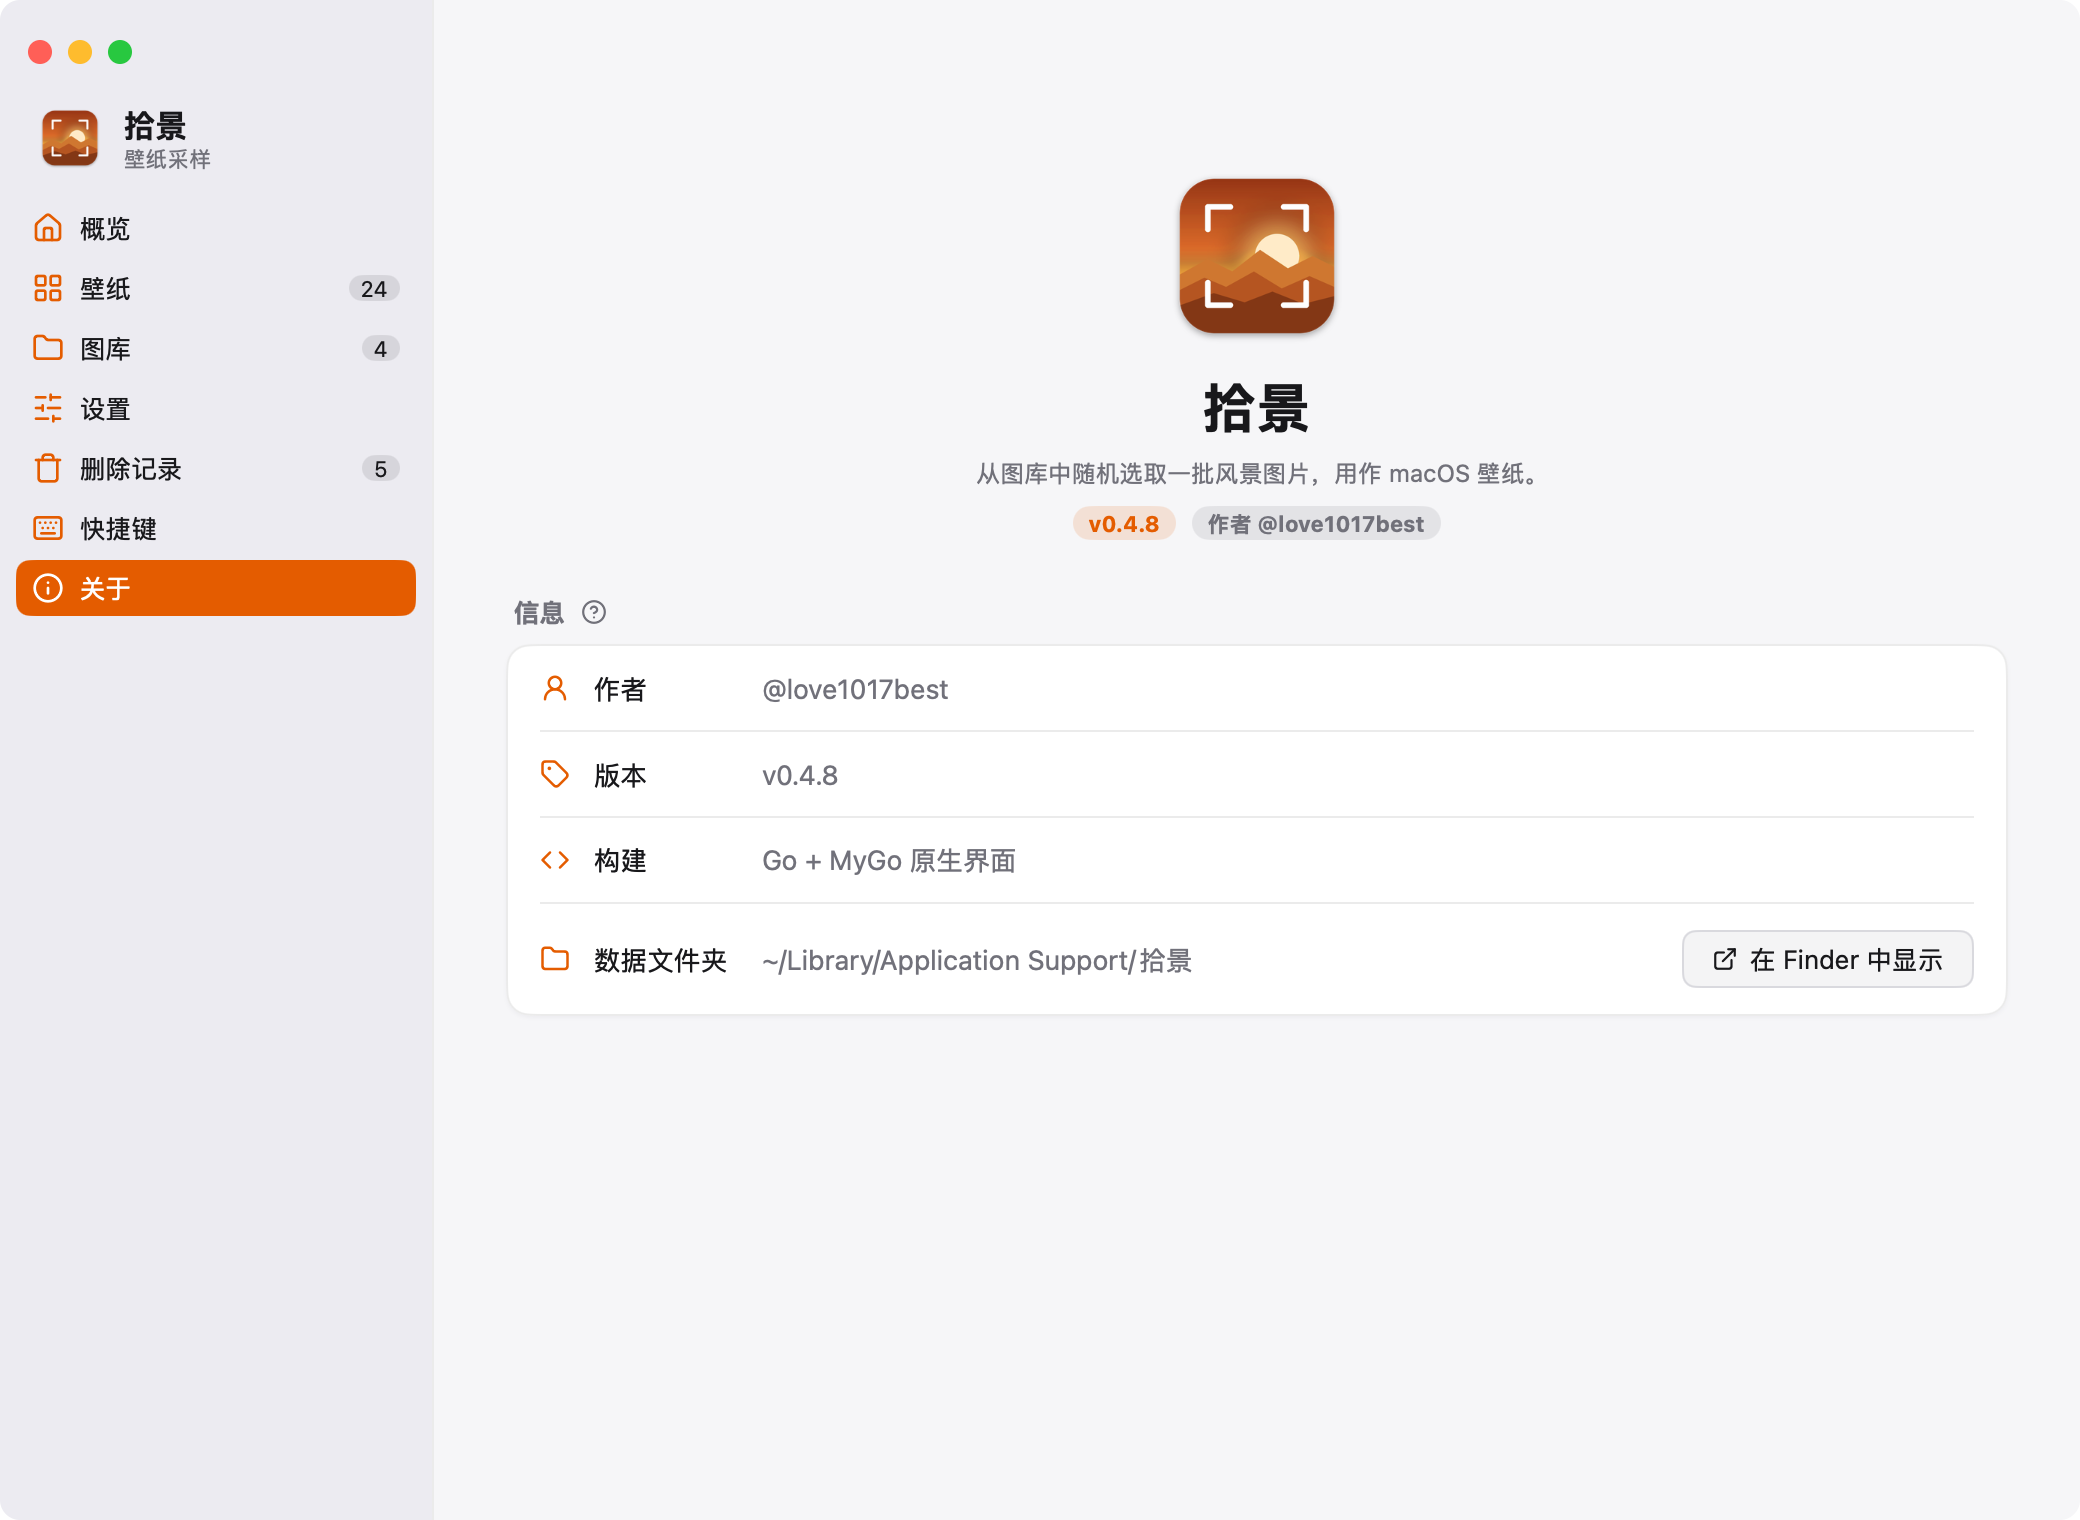 拾景
壁纸采样
概览
壁纸 24
图库 4
设置
删除记录 5
快捷键
关于
拾景
从图库中随机选取一批风景图片，用作 macOS 壁纸。
v0.4.8 作者 @love1017best
信息
作者 @love1017best
版本 v0.4.8
构建 Go + MyGo 原生界面
数据文件夹 ~/Library/Application Support/拾景 在 Finder 中显示